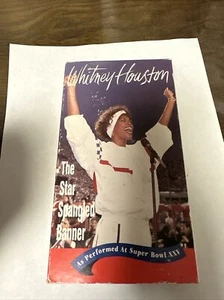 Whitney Houston
The
Star
Spangled
Banner
As Performed At Super Bowl XXV